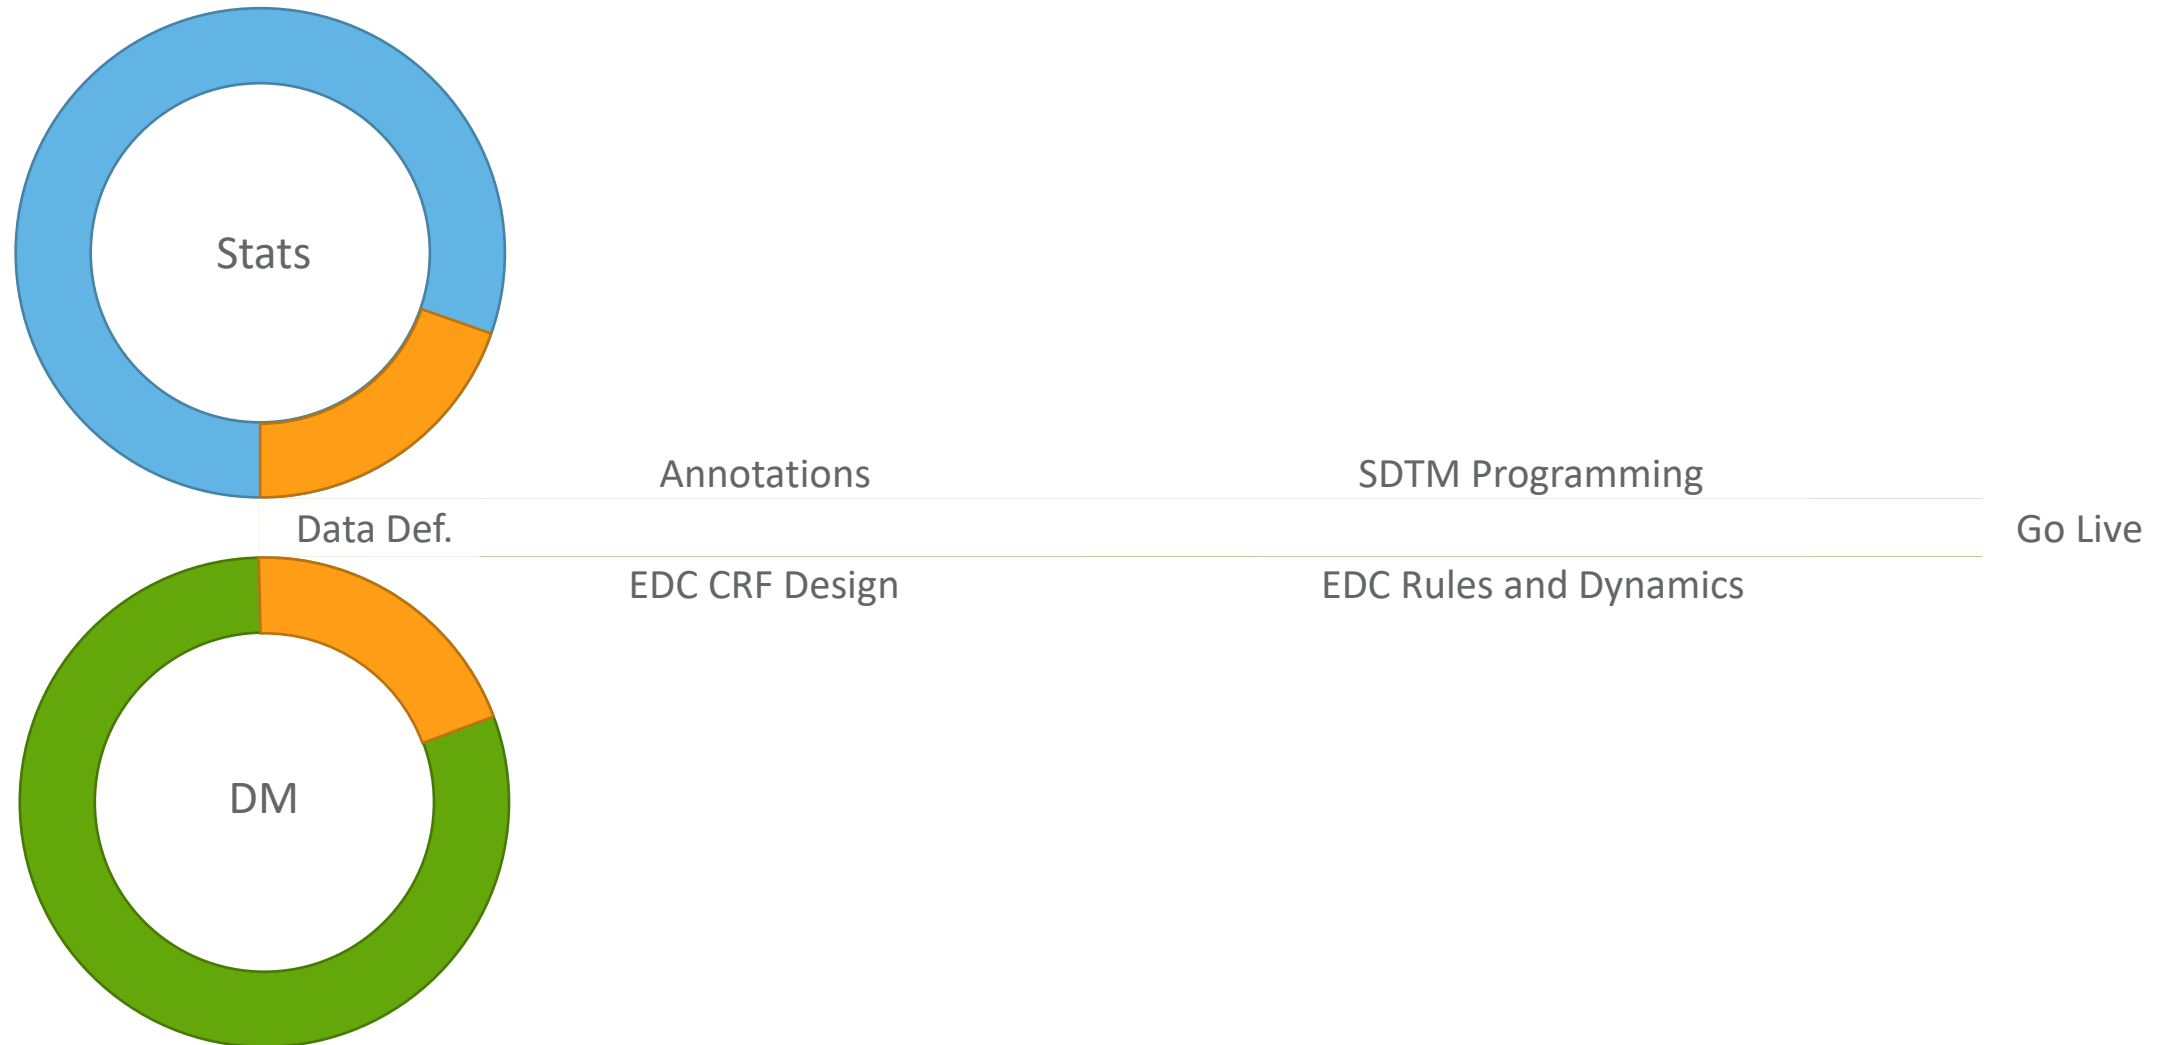 Stats
Annotations
SDTM Programming
Data Def.
Go Live
EDC CRF Design
EDC Rules and Dynamics
DM